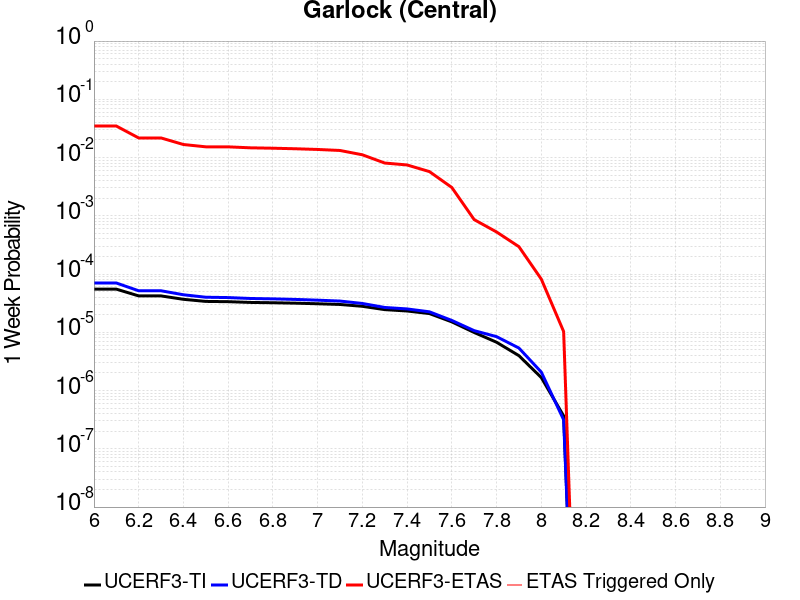 Garlock (Central)
10^0
10^-1
10^-2
10^-3
10^-4
10^-5
10^-6
10^-7
10^-8
1 Week Probability
6 6.2 6.4 6.6 6.8 7 7.2 7.4 7.6 7.8 8 8.2 8.4 8.6 8.8 9
Magnitude
UCERF3-TI UCERF3-TD UCERF3-ETAS ETAS Triggered Only